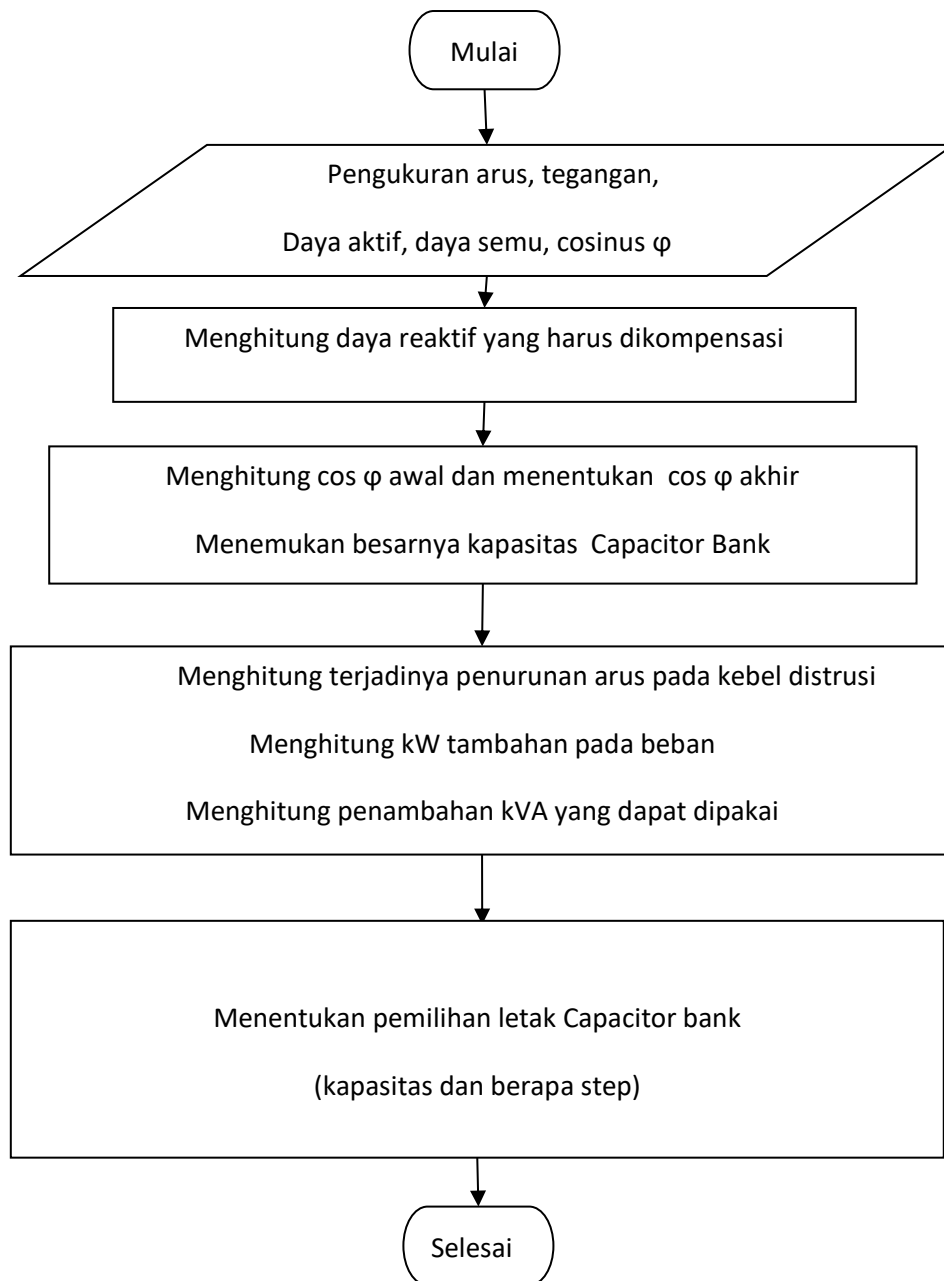 Mulai
Pengukuran arus, tegangan,
Daya aktif, daya semu, cosinus φ
Menghitung daya reaktif yang harus dikompensasi
Menghitung cos φ awal dan menentukan cos φ akhir
Menemukan besarnya kapasitas Capacitor Bank
Menghitung terjadinya penurunan arus pada kebel distrusi
Menghitung kW tambahan pada beban
Menghitung penambahan kVA yang dapat dipakai
Menentukan pemilihan letak Capacitor bank
(kapasitas dan berapa step)
Selesai